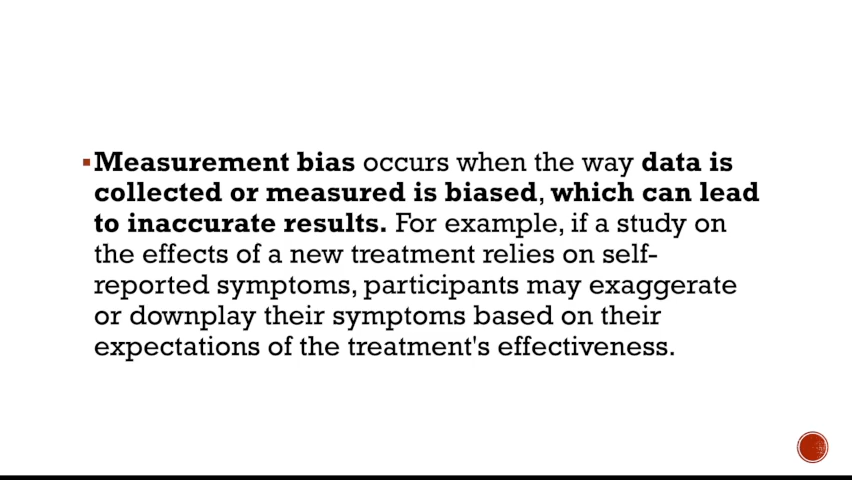 Measurement bias occurs when the way data is
collected or measured is biased, which can lead
to inaccurate results. For example, if a study on
the effects of a new treatment relies on self-
reported symptoms, participants may exaggerate
or downplay their symptoms based on their
expectations of the treatment's effectiveness.